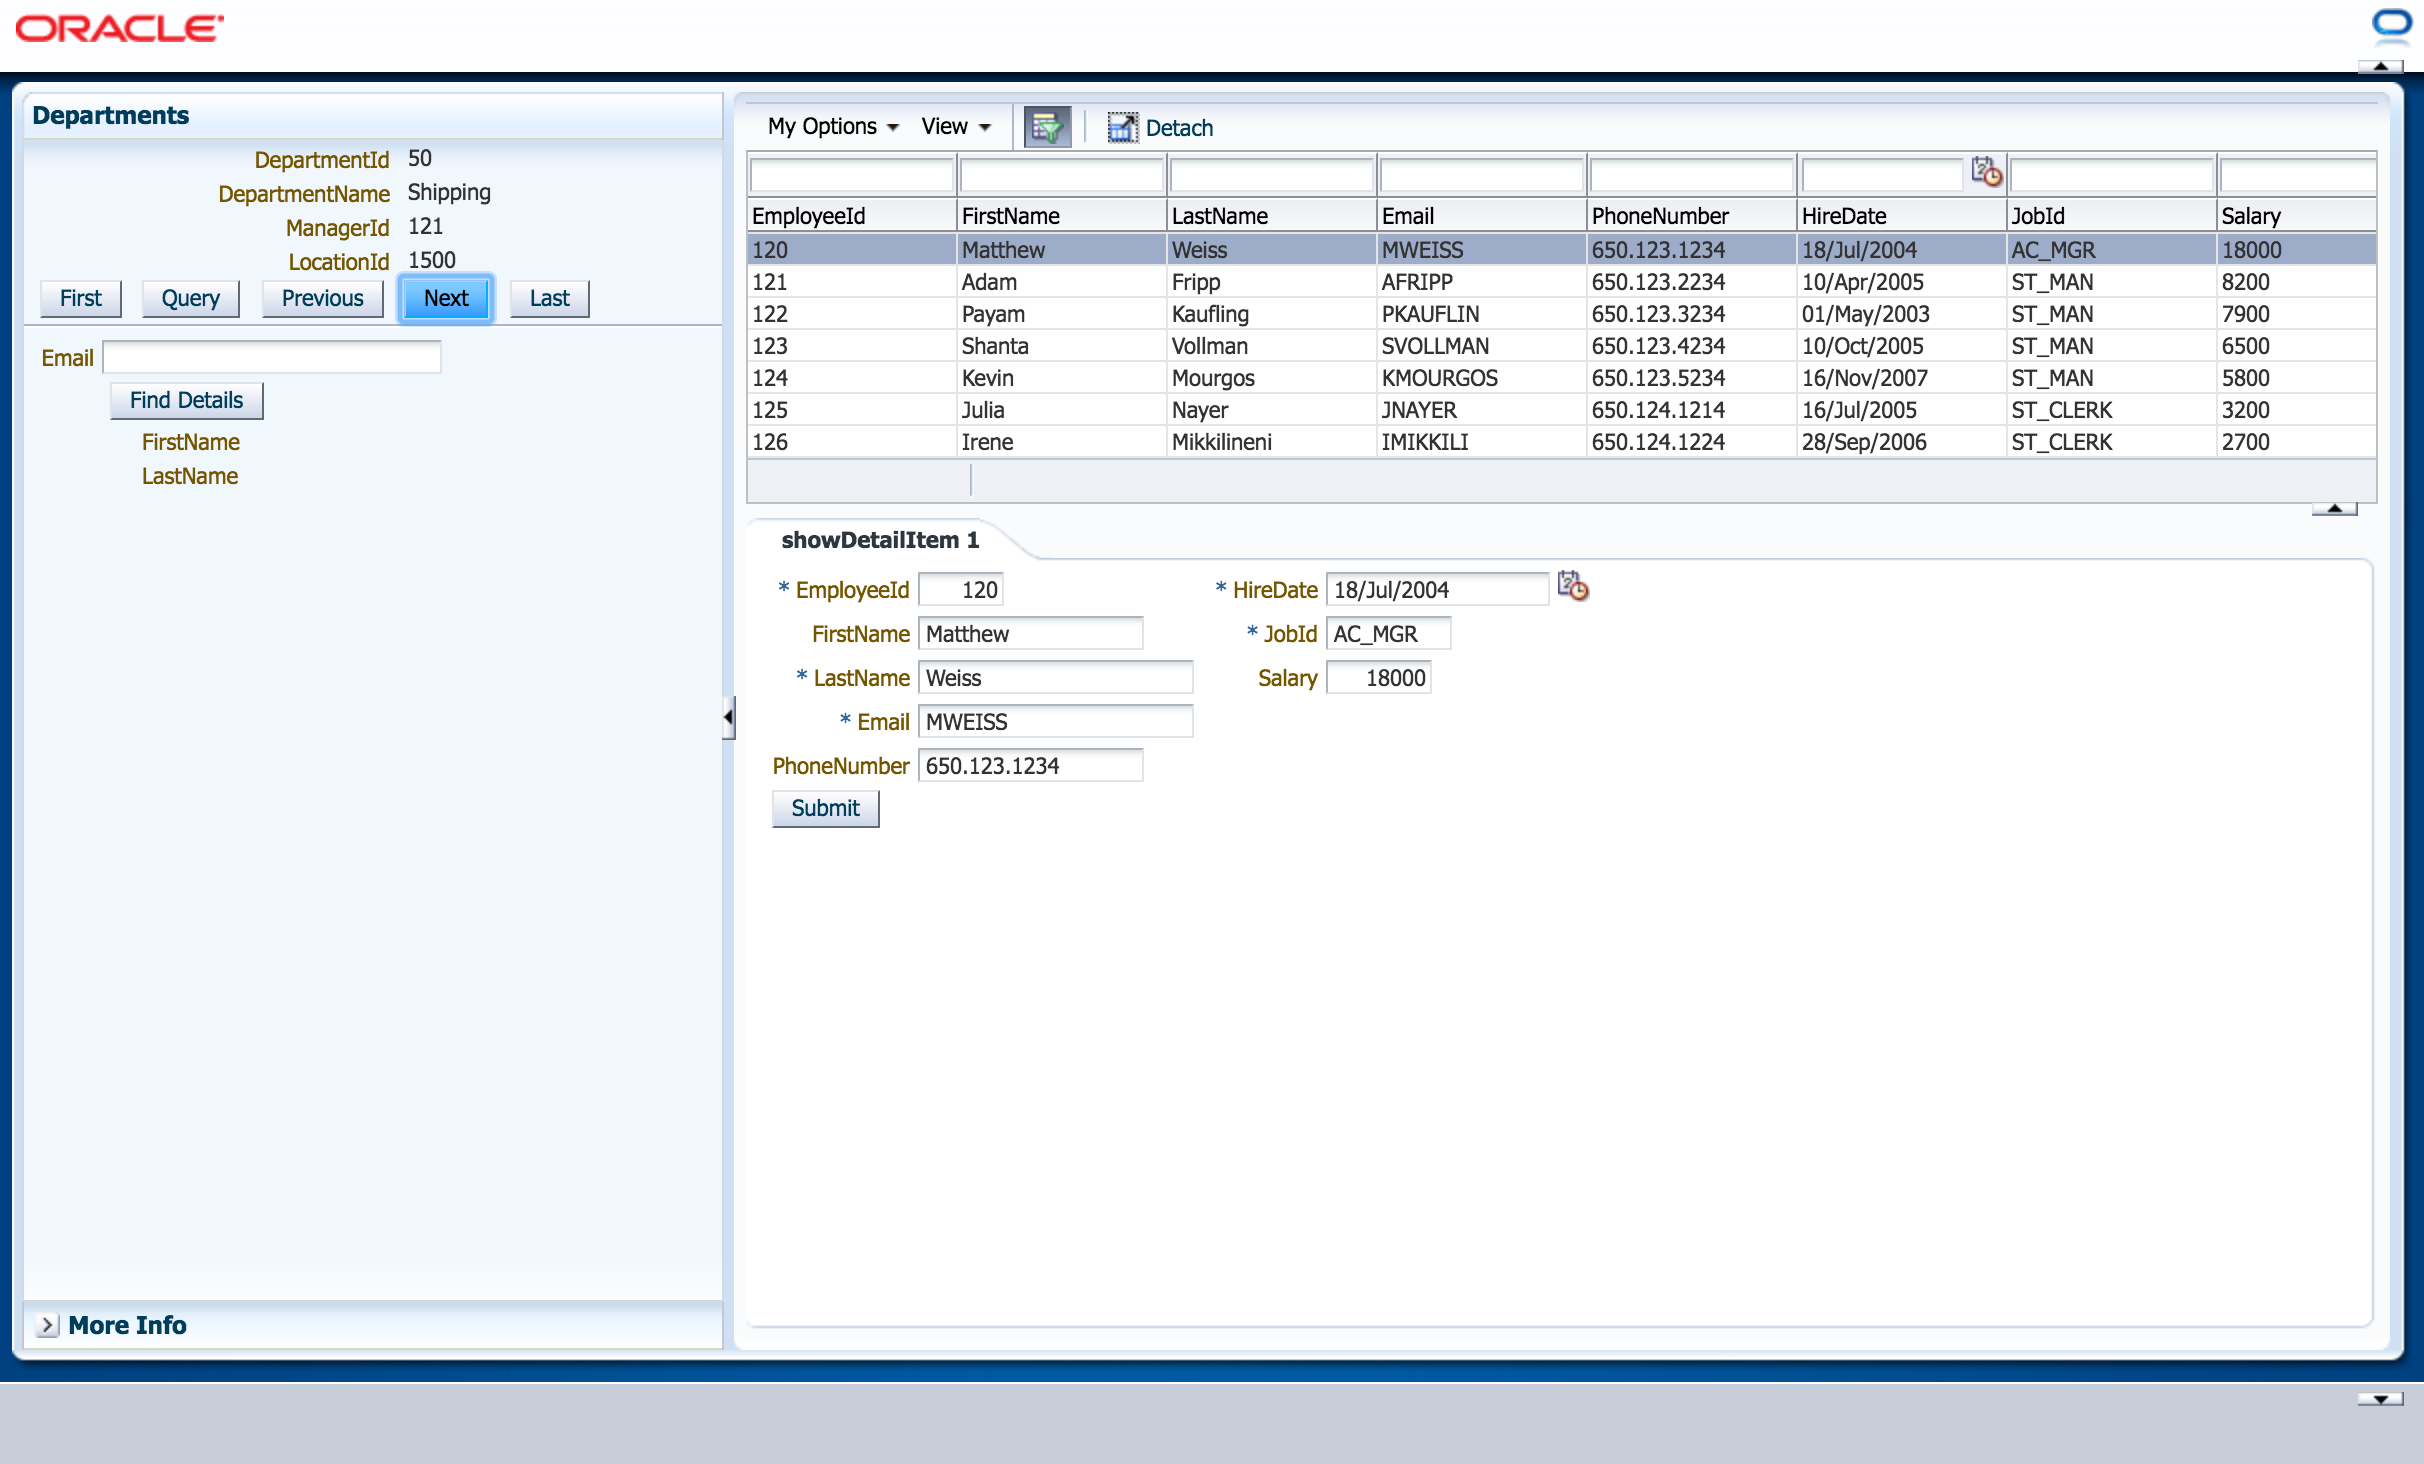 ORACLE
Departments
DepartmentId 50
DepartmentName Shipping
ManagerId 121
LocationId 1500
First Query Previous Next Last
Email
Find Details
FirstName
LastName
More Info
My Options View Detach
EmployeeId FirstName LastName Email PhoneNumber HireDate JobId Salary
120 Matthew Weiss MWEISS 650.123.1234 18/Jul/2004 AC_MGR 18000
121 Adam Fripp AFRIPP 650.123.2234 10/Apr/2005 ST_MAN 8200
122 Payam Kaufling PKAUFLIN 650.123.3234 01/May/2003 ST_MAN 7900
123 Shanta Vollman SVOLLMAN 650.123.4234 10/Oct/2005 ST_MAN 6500
124 Kevin Mourgos KMOURGOS 650.123.5234 16/Nov/2007 ST_MAN 5800
125 Julia Nayer JNAYER 650.124.1214 16/Jul/2005 ST_CLERK 3200
126 Irene Mikkilineni IMIKKILI 650.124.1224 28/Sep/2006 ST_CLERK 2700
showDetailItem 1
* EmployeeId 120 * HireDate 18/Jul/2004
FirstName Matthew * JobId AC_MGR
* LastName Weiss Salary 18000
* Email MWEISS
PhoneNumber 650.123.1234
Submit